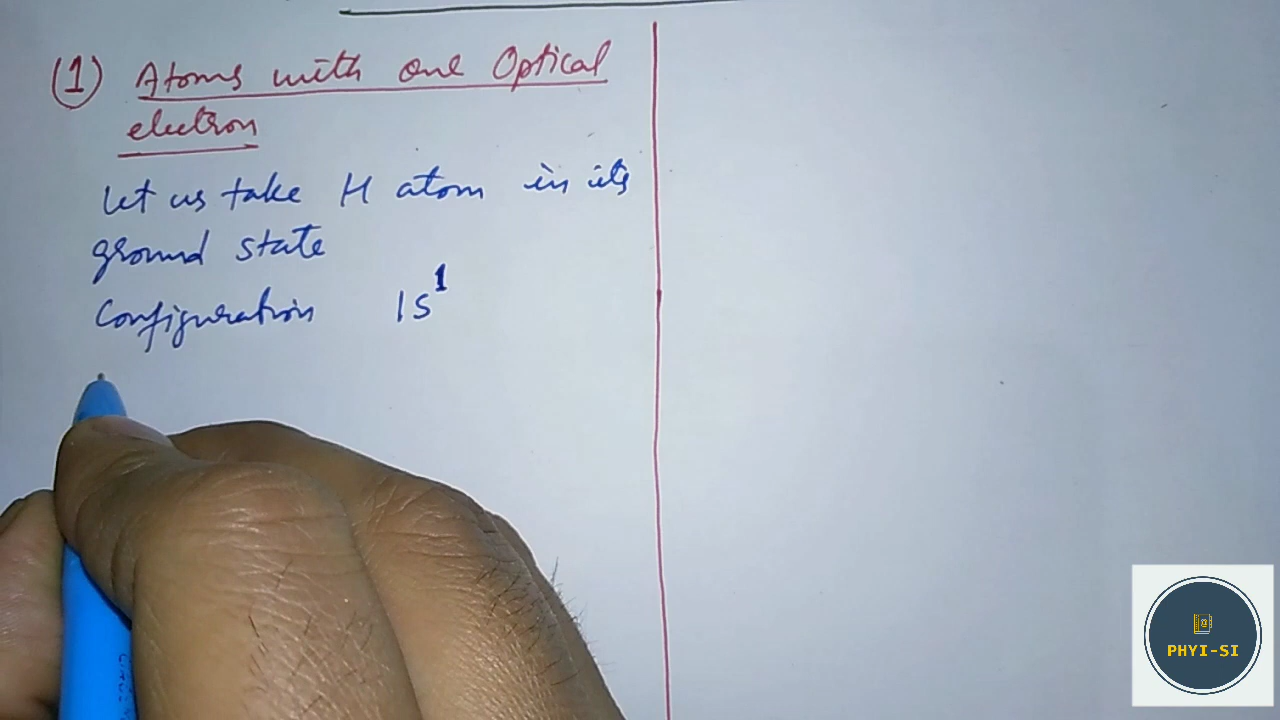 (1) Atoms with one Optical
electron
Let us take H atom in its
ground state
Configuration 1S¹
PHYI-SI